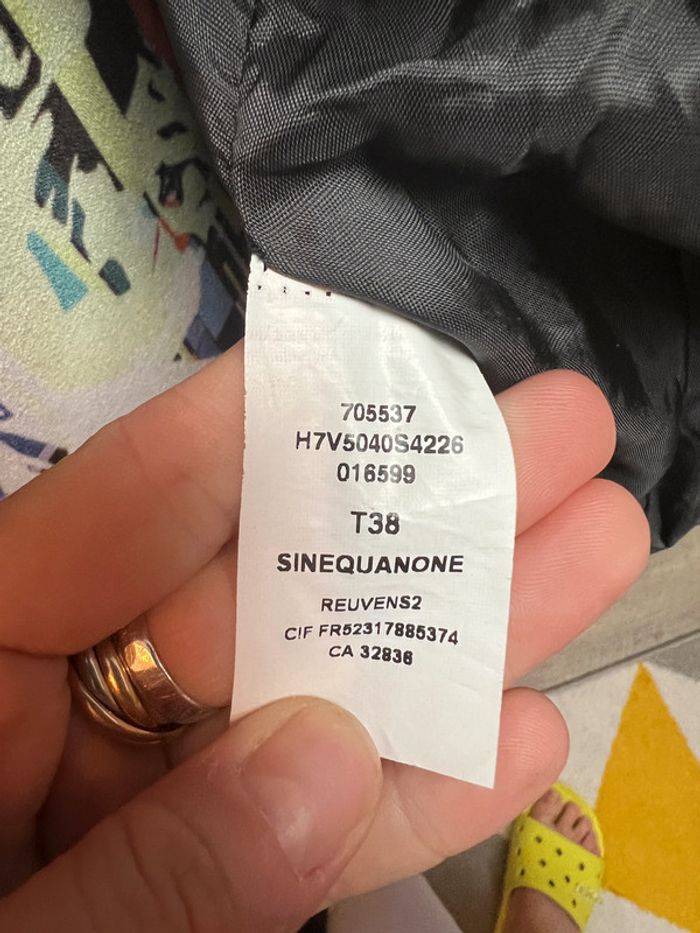 705537
H7V5040S4226
016599
T38
SINEQUANONE
REUVENS2
CIF FR52317885374
CA 32836